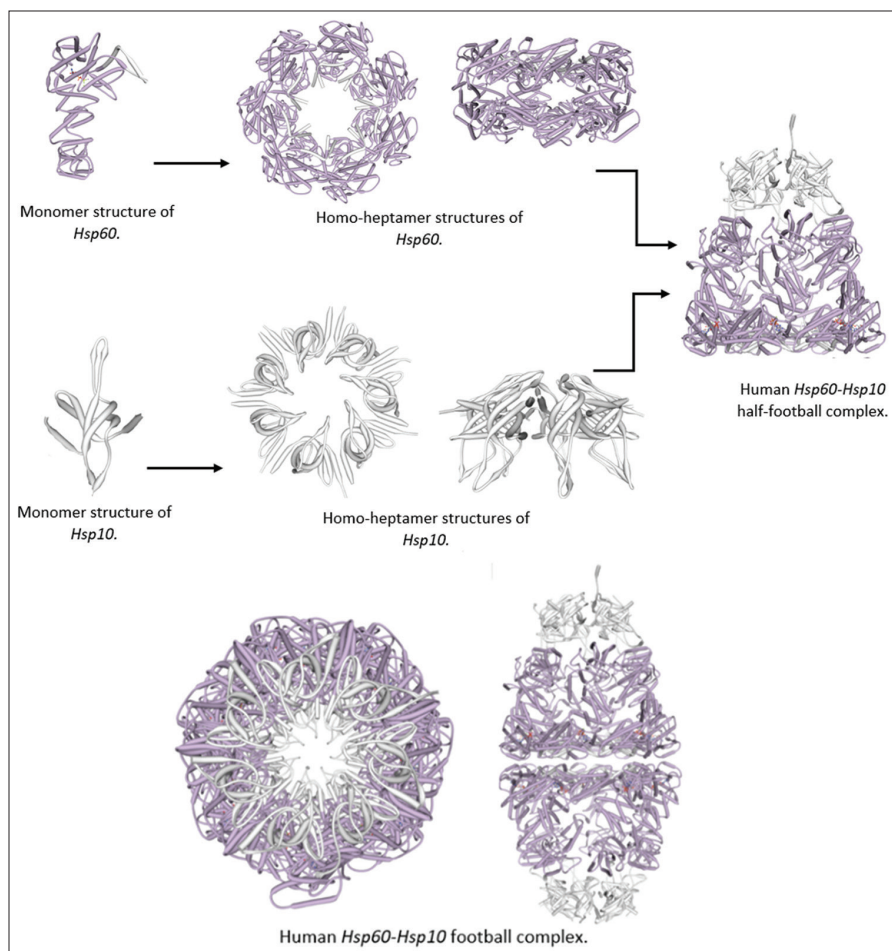 Monomer structure of
Hsp60.
Homo-heptamer structures of
Hsp60.
Human Hsp60-Hsp10
half-football complex.
Monomer structure of
Hsp10.
Homo-heptamer structures of
Hsp10.
Human Hsp60-Hsp10 football complex.